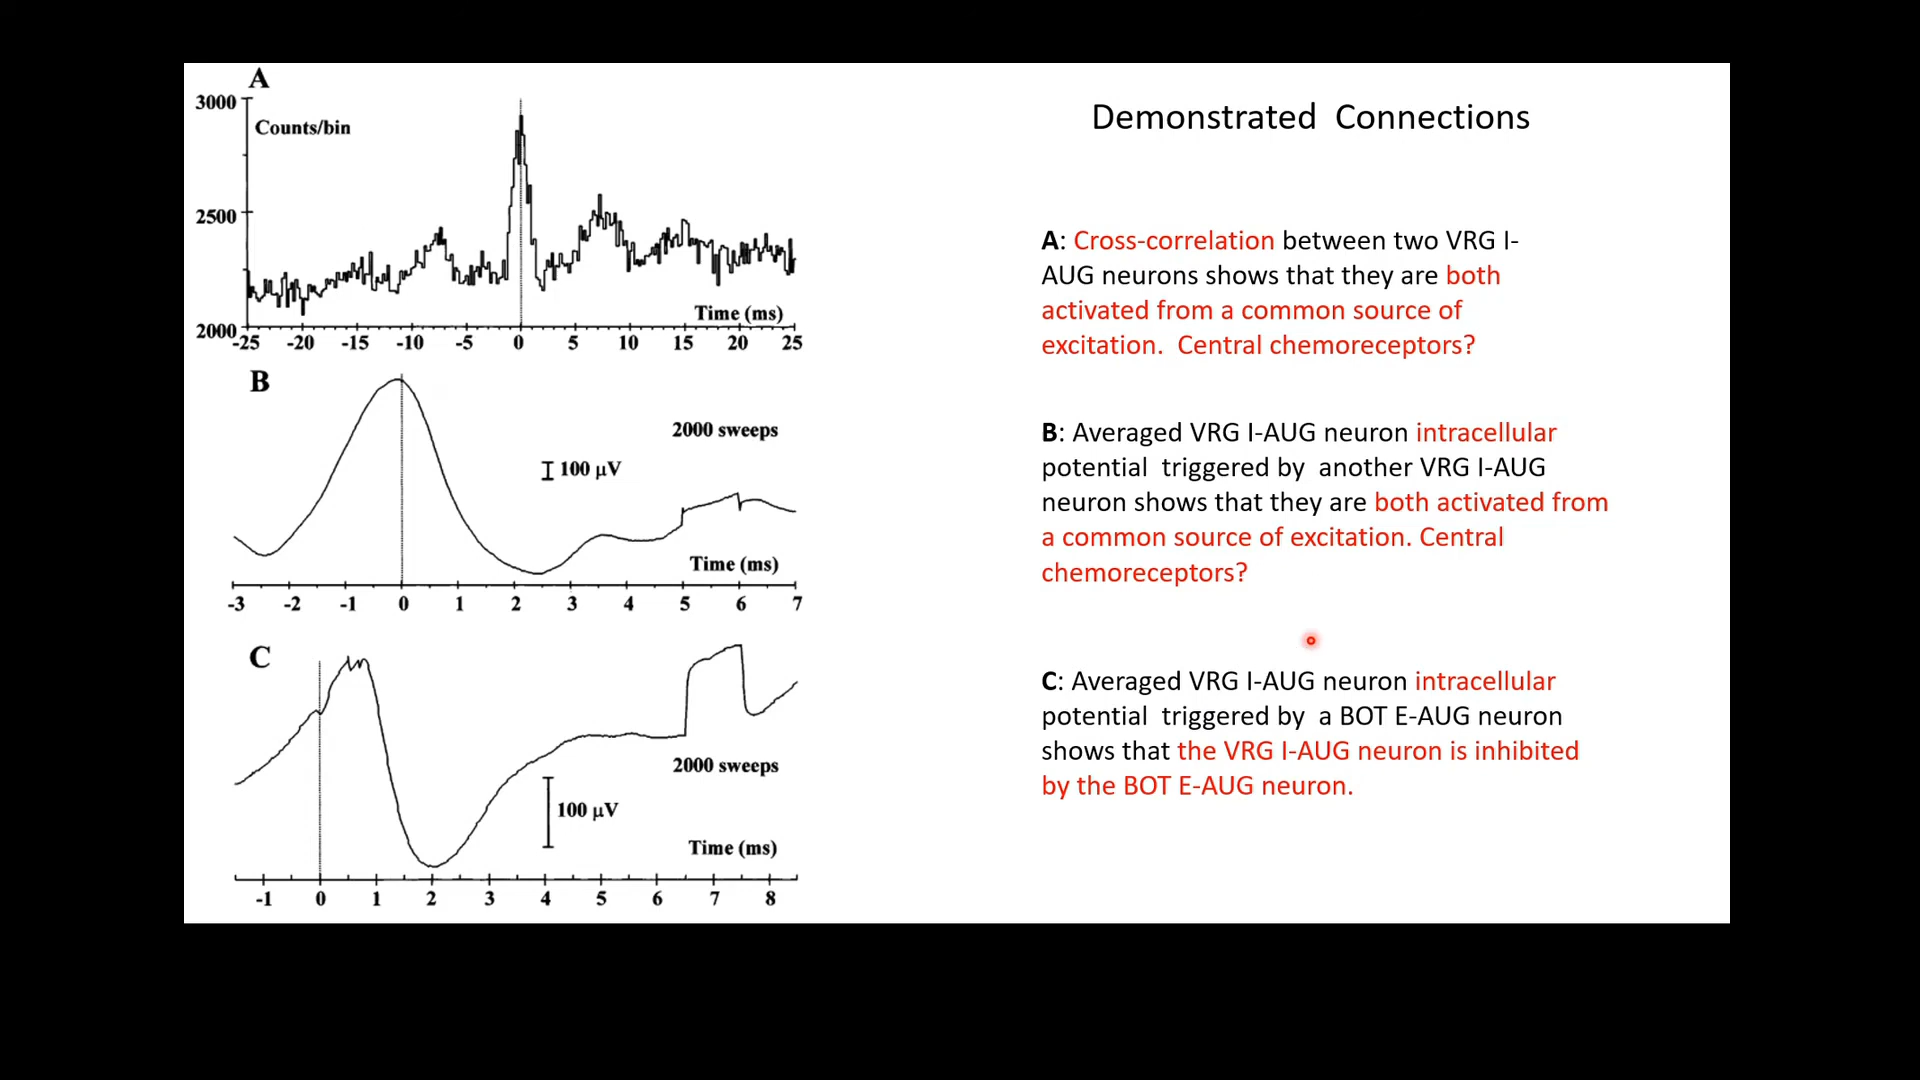 A
3000
Counts/bin
2500
Time (ms)
2000
-25 -20 -15 -10 -5 0 5 10 15 20 25
B
2000 sweeps
100 µV
Time (ms)
-3 -2 -1 0 1 2 3 4 5 6 7
C
2000 sweeps
100 µV
Time (ms)
-1 0 1 2 3 4 5 6 7 8
Demonstrated Connections
A: Cross-correlation between two VRG I-
AUG neurons shows that they are both
activated from a common source of
excitation. Central chemoreceptors?
B: Averaged VRG I-AUG neuron intracellular
potential triggered by another VRG I-AUG
neuron shows that they are both activated from
a common source of excitation. Central
chemoreceptors?
C: Averaged VRG I-AUG neuron intracellular
potential triggered by a BOT E-AUG neuron
shows that the VRG I-AUG neuron is inhibited
by the BOT E-AUG neuron.